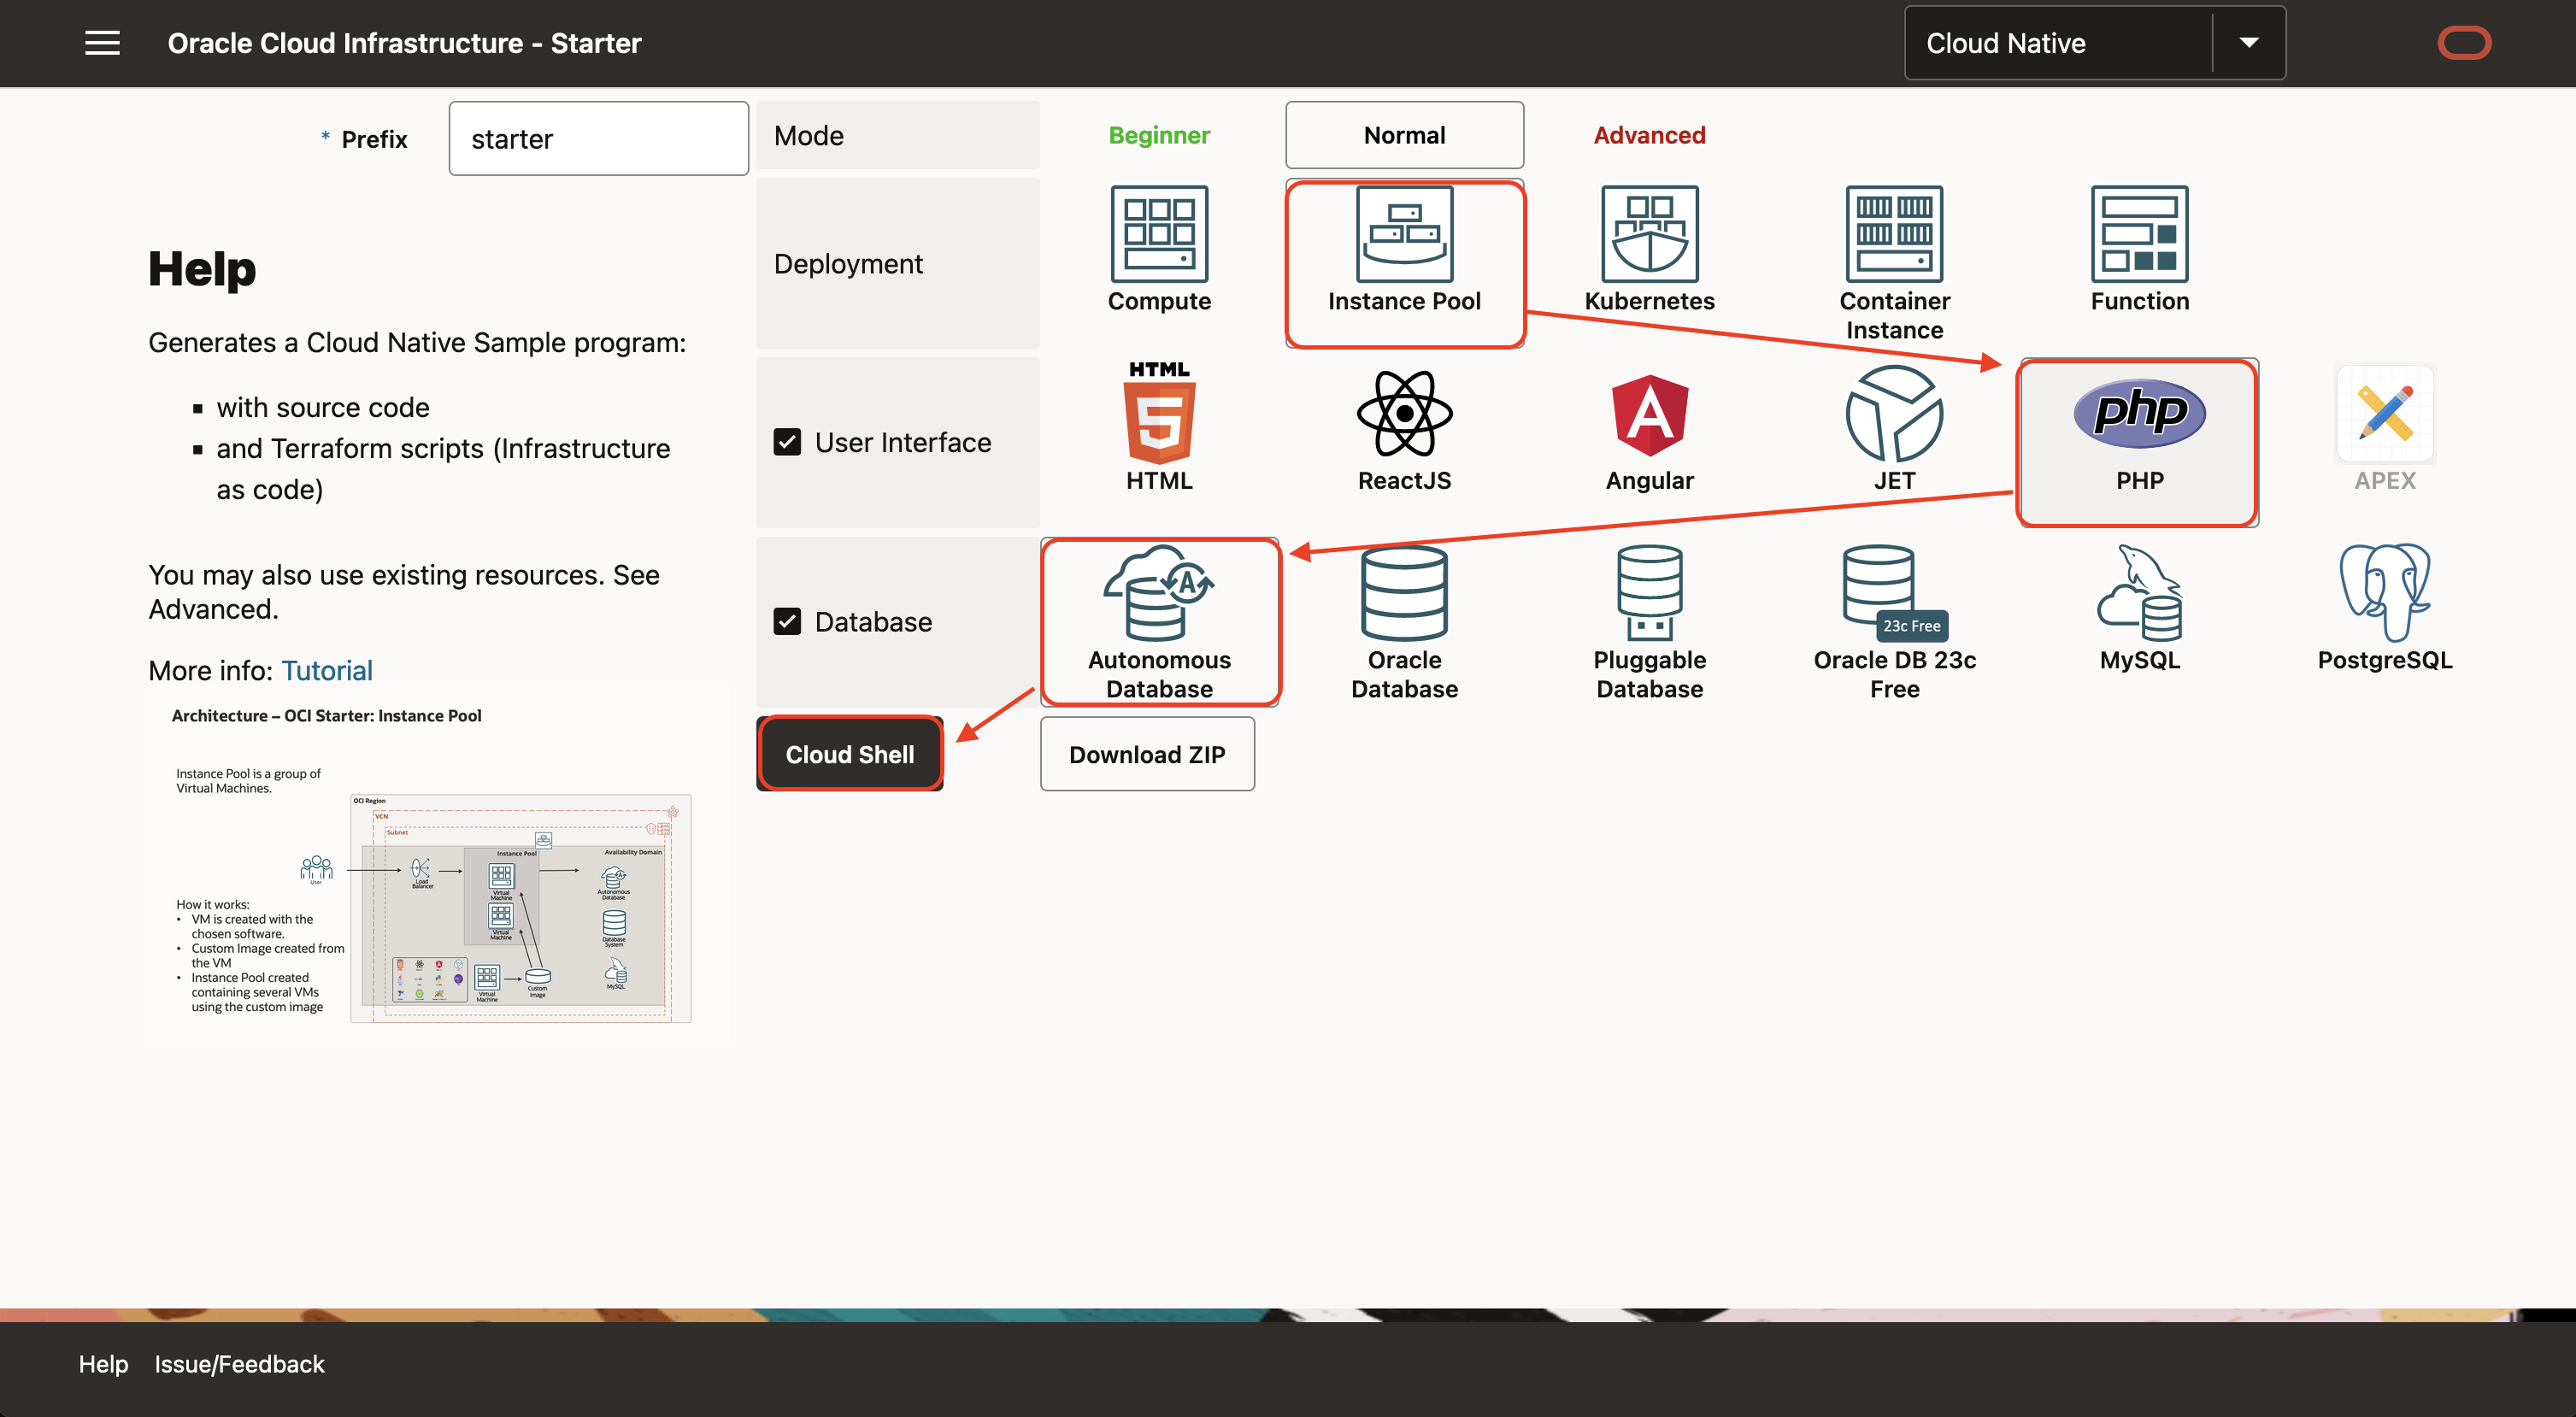 Oracle Cloud Infrastructure - Starter
Cloud Native
* Prefix
starter
Mode
Beginner
Normal
Advanced
Help
Generates a Cloud Native Sample program:
▪ with source code
▪ and Terraform scripts (Infrastructure
as code)
You may also use existing resources. See
Advanced.
More info: Tutorial
Deployment
Compute
Instance Pool
Kubernetes
Container
Instance
Function
User Interface
HTML
HTML
ReactJS
Angular
JET
php
PHP
APEX
Database
A
Autonomous
Database
Oracle
Database
Pluggable
Database
23c Free
Oracle DB 23c
Free
MySQL
PostgreSQL
Cloud Shell
Download ZIP
Architecture – OCI Starter: Instance Pool
Instance Pool is a group of
Virtual Machines.
How it works:
• VM is created with the
chosen software.
• Custom Image created from
the VM
• Instance Pool created
containing several VMs
using the custom image
OCI Region
VCN
Subnet
Instance Pool
Availability Domain
User
Load
Balancer
Virtual
Machine
Virtual
Machine
Autonomous
Database
Database
System
MySQL
Virtual
Machine
Custom
Image
Help
Issue/Feedback